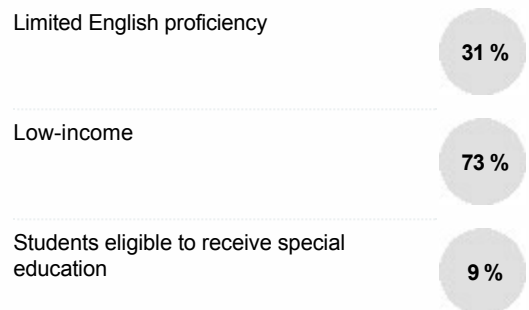 Limited English proficiency
31 %
Low-income
73 %
Students eligible to receive special
education
9 %